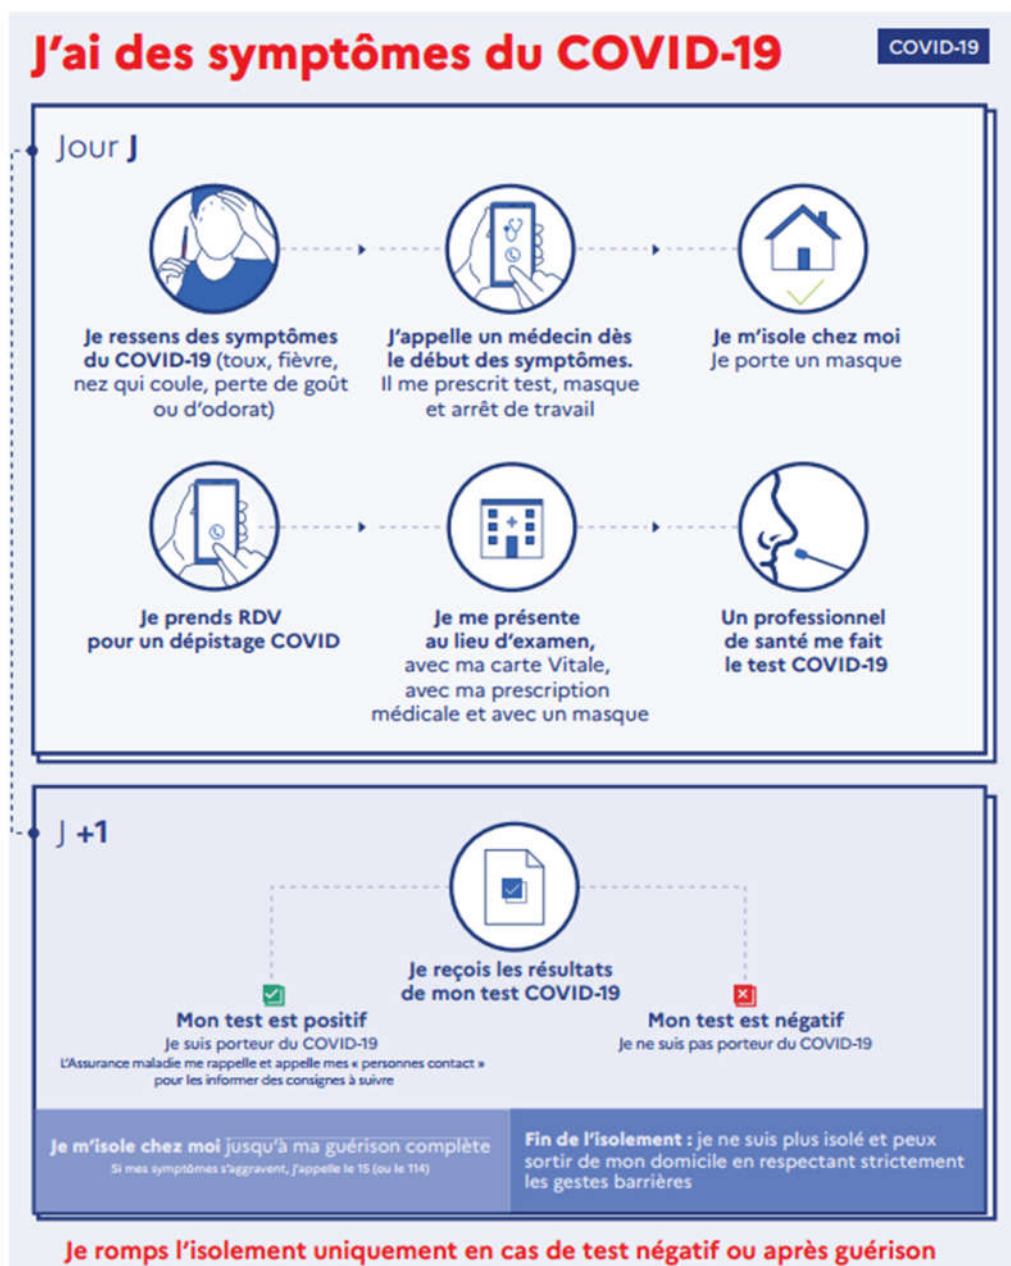 J'ai des symptômes du COVID-19
COVID-19
Jour J
Je ressens des symptômes
du COVID-19 (toux, fièvre,
nez qui coule, perte de goût
ou d'odorat)
J'appelle un médecin dès
le début des symptômes.
Il me prescrit test, masque
et arrêt de travail
Je m'isole chez moi
Je porte un masque
Je prends RDV
pour un dépistage COVID
Je me présente
au lieu d'examen,
avec ma carte Vitale,
avec ma prescription
médicale et avec un masque
Un professionnel
de santé me fait
le test COVID-19
J +1
Je reçois les résultats
de mon test COVID-19
Mon test est positif
Je suis porteur du COVID-19
L'Assurance maladie me rappelle et appelle mes « personnes contact »
pour les informer des consignes à suivre
Mon test est négatif
Je ne suis pas porteur du COVID-19
Je m'isole chez moi jusqu'à ma guérison complète
Si mes symptômes s'aggravent, j'appelle le 15 (ou le 114)
Fin de l'isolement : je ne suis plus isolé et peux
sortir de mon domicile en respectant strictement
les gestes barrières
Je romps l'isolement uniquement en cas de test négatif ou après guérison